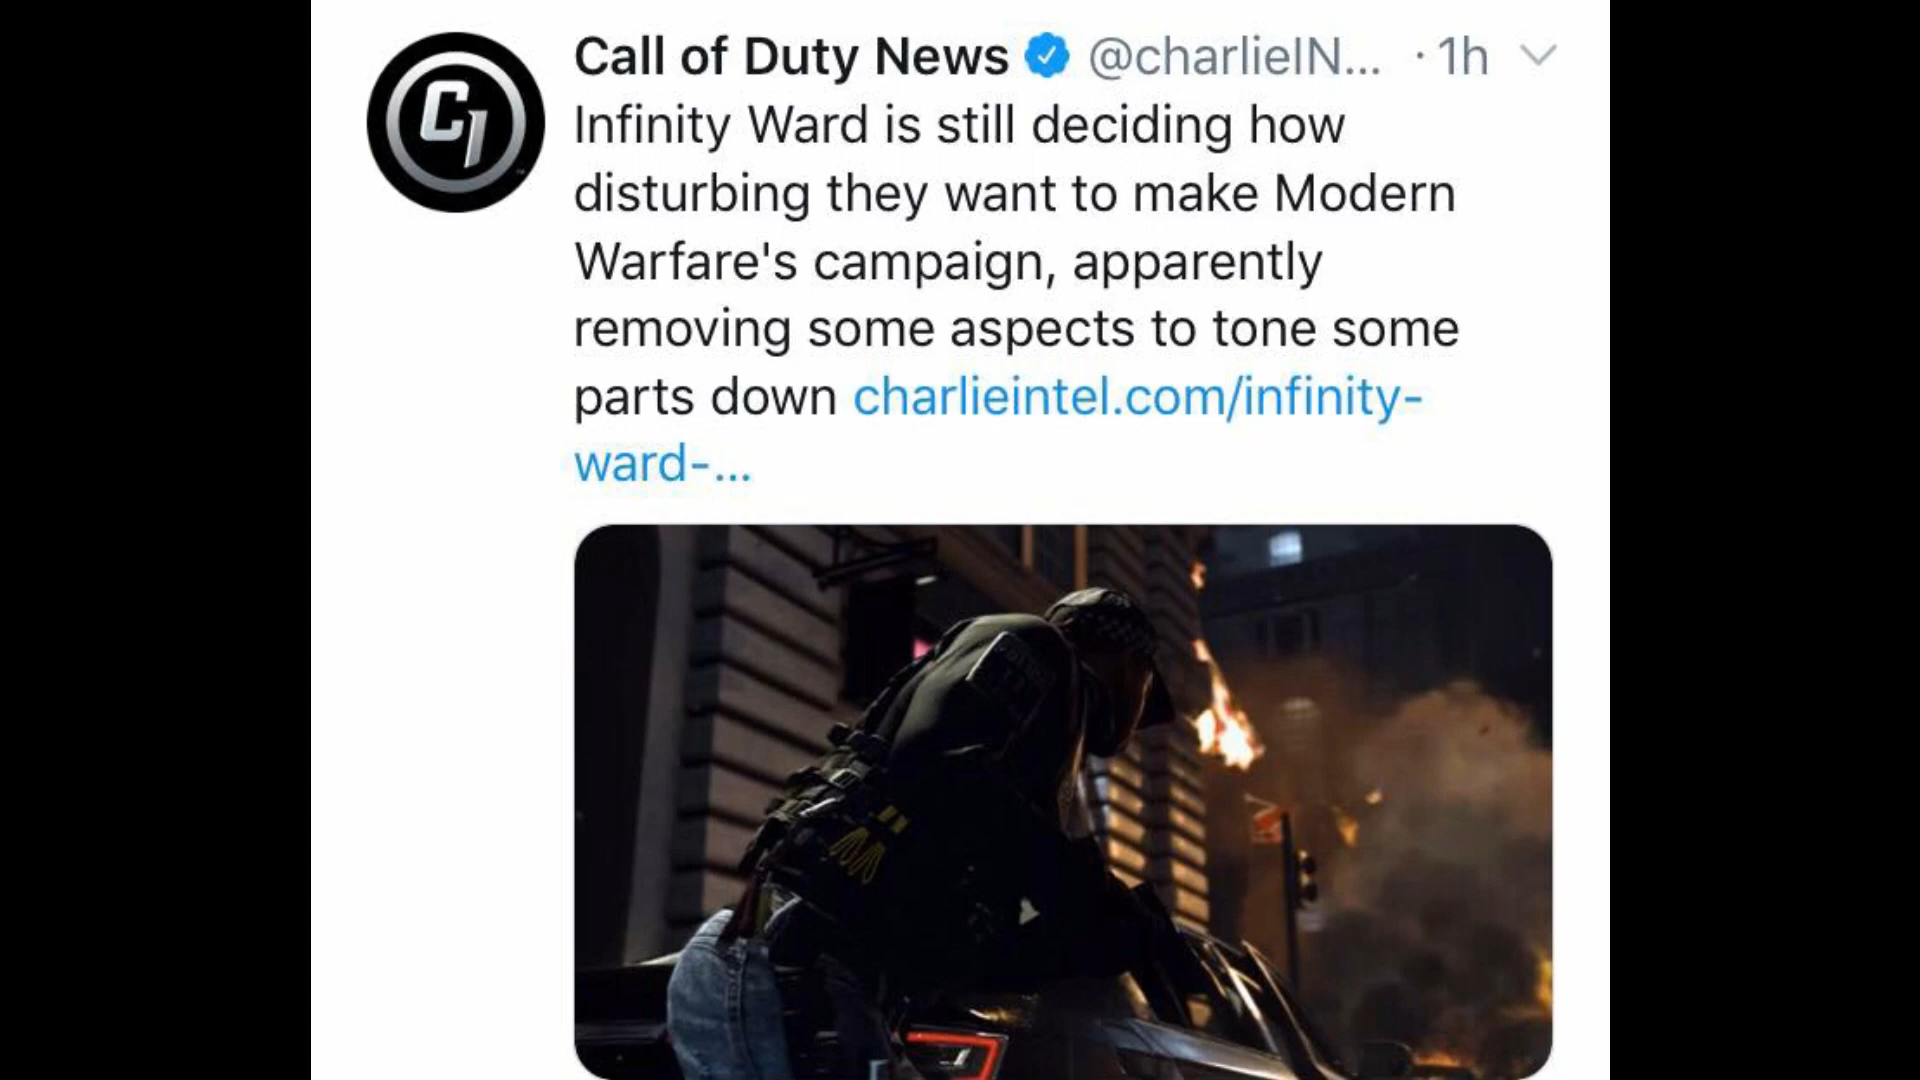 Call of Duty News @charlieIN... · 1h
Infinity Ward is still deciding how
disturbing they want to make Modern
Warfare's campaign, apparently
removing some aspects to tone some
parts down charlieintel.com/infinity-
ward-...
CI